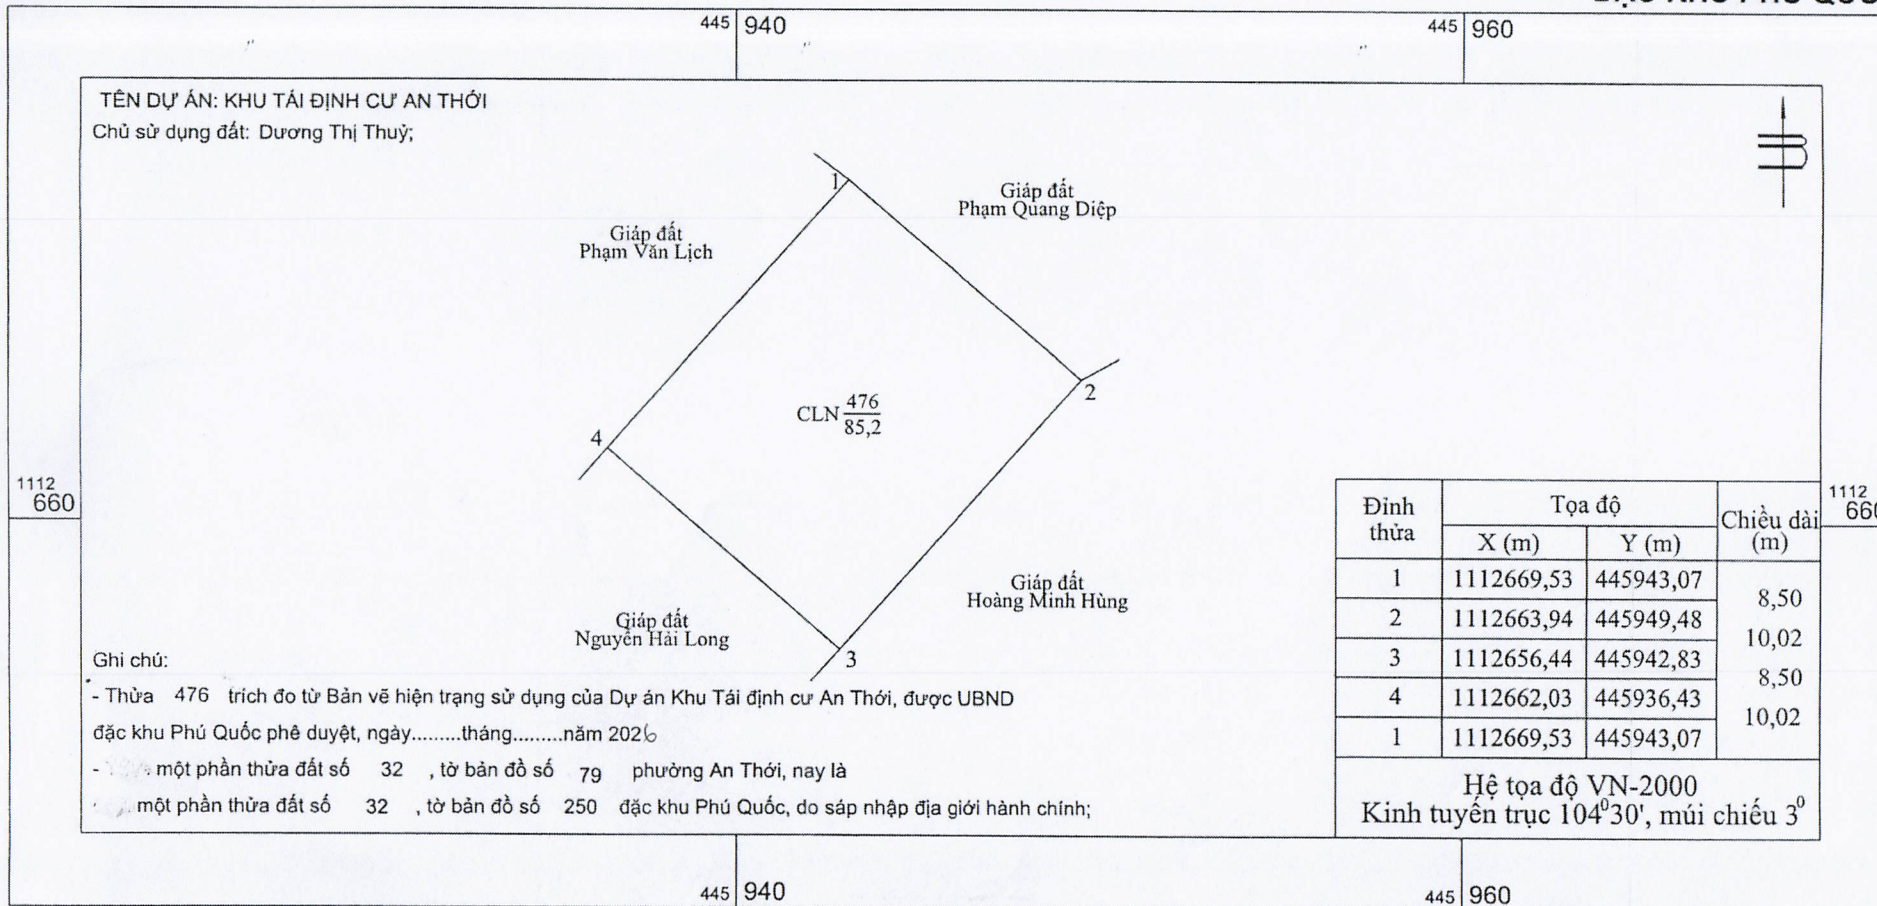 445 940
445 960
TÊN DỰ ÁN: KHU TÁI ĐỊNH CƯ AN THỚI
Chủ sử dụng đất: Dương Thị Thuỷ;
1
Giáp đất
Phạm Quang Diệp
Giáp đất
Phạm Văn Lịch
2
CLN 476
85,2
4
1112
660
1112
660
Đỉnh thửa Tọa độ Chiều dài (m)
X (m) Y (m)
1 1112669,53 445943,07
8,50
2 1112663,94 445949,48
10,02
3 1112656,44 445942,83
8,50
4 1112662,03 445936,43
10,02
1 1112669,53 445943,07
Hệ tọa độ VN-2000
Kinh tuyến trục 104⁰30', múi chiếu 3⁰
Giáp đất
Hoàng Minh Hùng
Giáp đất
Nguyễn Hải Long
3
Ghi chú:
- Thửa 476 trích đo từ Bản vẽ hiện trạng sử dụng của Dự án Khu Tái định cư An Thới, được UBND
đặc khu Phú Quốc phê duyệt, ngày.........tháng.........năm 2026
- một phần thửa đất số 32 , tờ bản đồ số 79 phường An Thới, nay là
một phần thửa đất số 32 , tờ bản đồ số 250 đặc khu Phú Quốc, do sáp nhập địa giới hành chính;
445 940
445 960